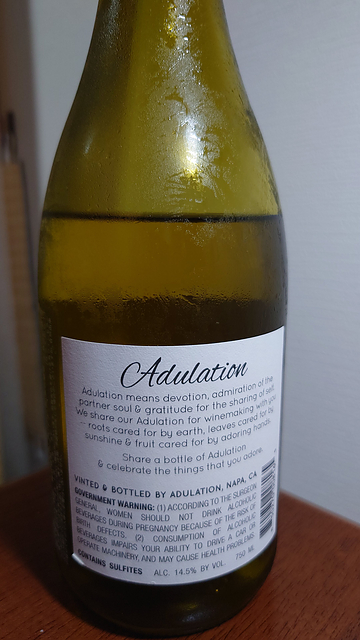 Adulation
Adulation means devotion, admiration of the
partner soul & gratitude for the sharing of self.
We share our Adulation for winemaking with you
– roots cared for by earth, leaves cared for by
sunshine & fruit cared for by adoring hands.
Share a bottle of Adulation
& celebrate the things that you adore.
VINTED & BOTTLED BY ADULATION, NAPA, CA
GOVERNMENT WARNING: (1) ACCORDING TO THE SURGEON
GENERAL, WOMEN SHOULD NOT DRINK ALCOHOLIC
BEVERAGES DURING PREGNANCY BECAUSE OF THE RISK OF
BIRTH DEFECTS. (2) CONSUMPTION OF ALCOHOLIC
BEVERAGES IMPAIRS YOUR ABILITY TO DRIVE A CAR OR
OPERATE MACHINERY, AND MAY CAUSE HEALTH PROBLEMS.
CONTAINS SULFITES ALC. 14.5% BY VOL. 750 ML